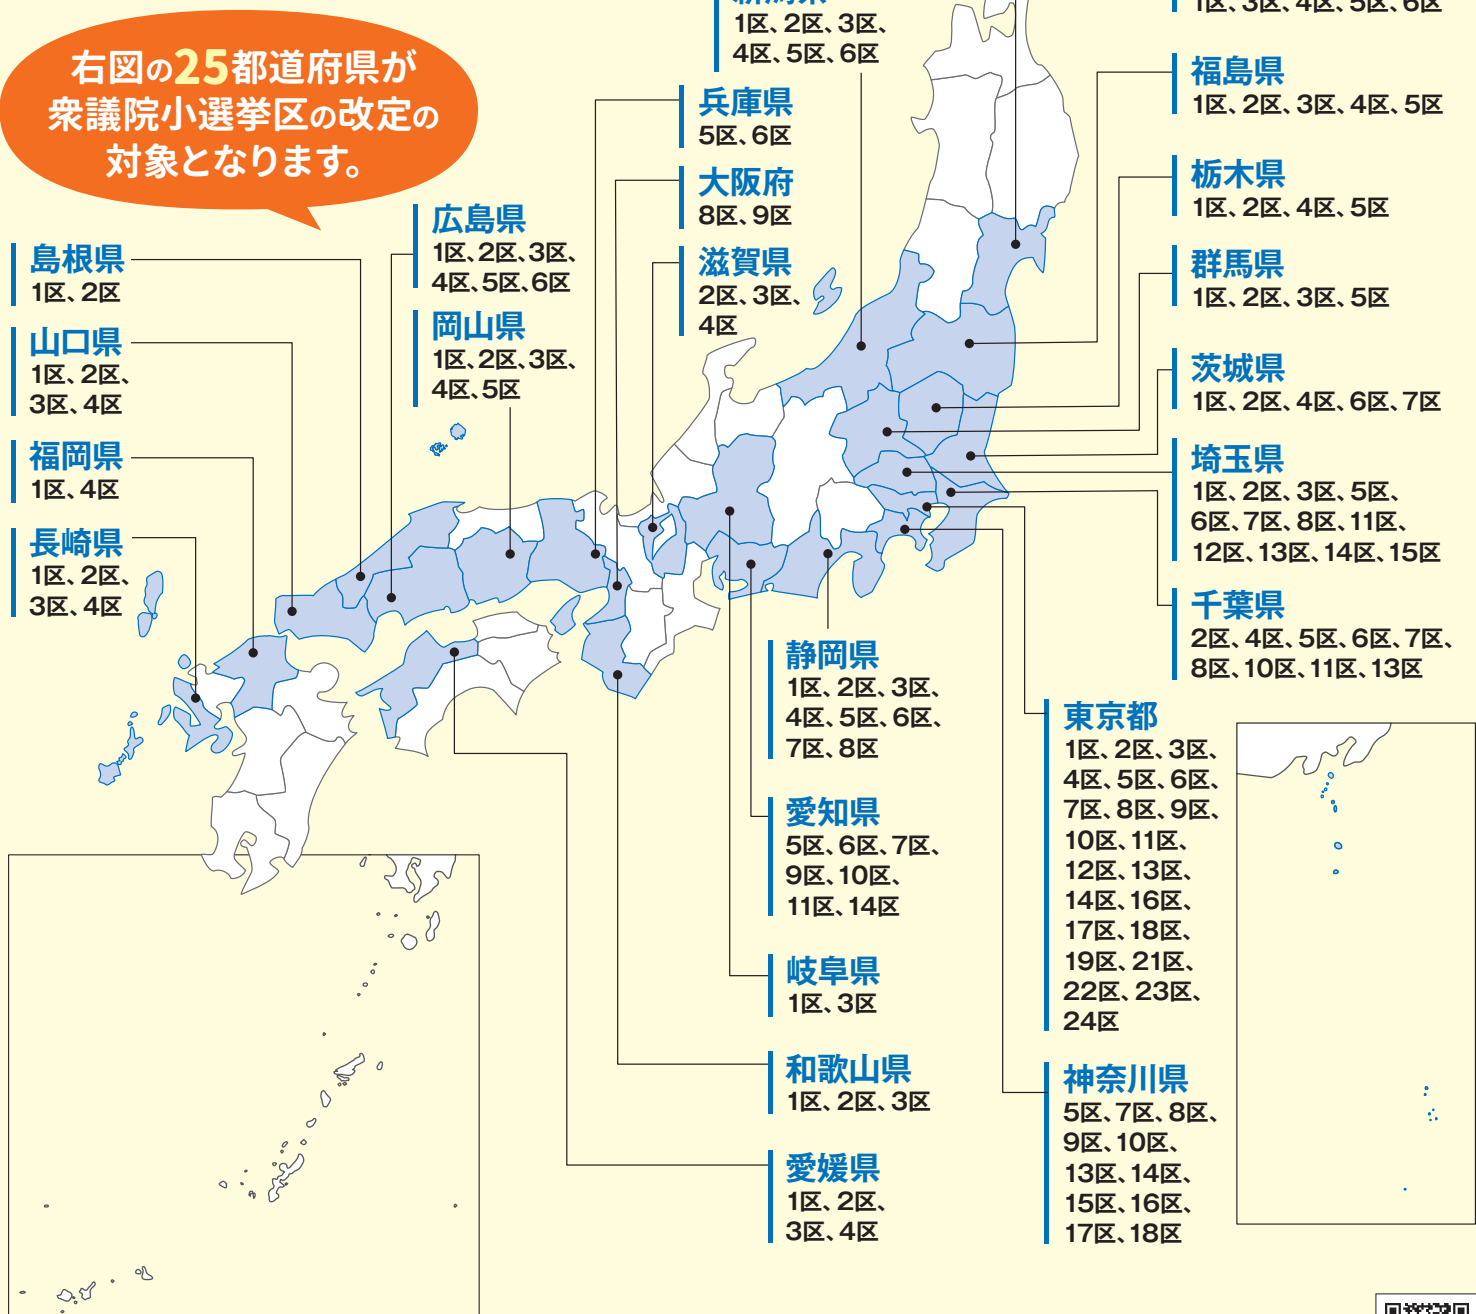 右図の25都道府県が
衆議院小選挙区の改定の
対象となります。
島根県
1区、2区
山口県
1区、2区、
3区、4区
福岡県
1区、4区
長崎県
1区、2区、
3区、4区
広島県
1区、2区、3区、
4区、5区、6区
岡山県
1区、2区、3区、
4区、5区
新潟県
1区、2区、3区、
4区、5区、6区
兵庫県
5区、6区
大阪府
8区、9区
滋賀県
2区、3区、
4区
1区、3区、4区、5区、6区
福島県
1区、2区、3区、4区、5区
栃木県
1区、2区、4区、5区
群馬県
1区、2区、3区、5区
茨城県
1区、2区、4区、6区、7区
埼玉県
1区、2区、3区、5区、
6区、7区、8区、11区、
12区、13区、14区、15区
千葉県
2区、4区、5区、6区、7区、
8区、10区、11区、13区
静岡県
1区、2区、3区、
4区、5区、6区、
7区、8区
愛知県
5区、6区、7区、
9区、10区、
11区、14区
岐阜県
1区、3区
和歌山県
1区、2区、3区
愛媛県
1区、2区、
3区、4区
東京都
1区、2区、3区、
4区、5区、6区、
7区、8区、9区、
10区、11区、
12区、13区、
14区、16区、
17区、18区、
19区、21区、
22区、23区、
24区
神奈川県
5区、7区、8区、
9区、10区、
13区、14区、
15区、16区、
17区、18区